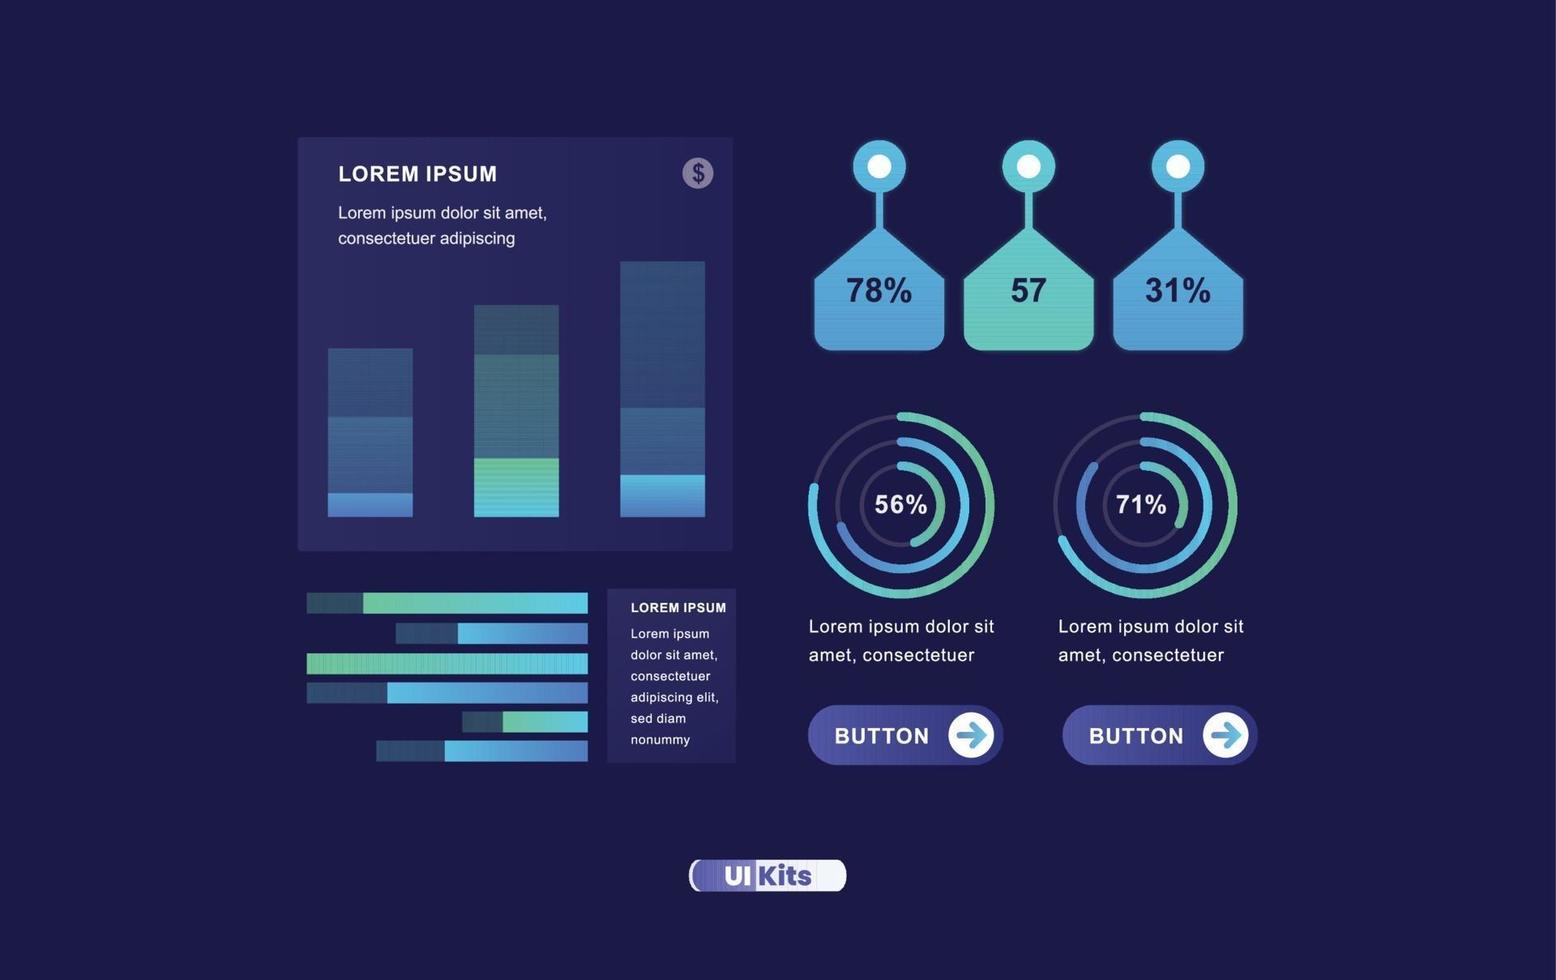 LOREM IPSUM
$
Lorem ipsum dolor sit amet,
consectetuer adipiscing
78%
57
31%
56%
71%
Lorem ipsum dolor sit
amet, consectetuer
Lorem ipsum dolor sit
amet, consectetuer
LOREM IPSUM
Lorem ipsum
dolor sit amet,
consectetuer
adipiscing elit,
sed diam
nonummy
BUTTON
BUTTON
UI Kits